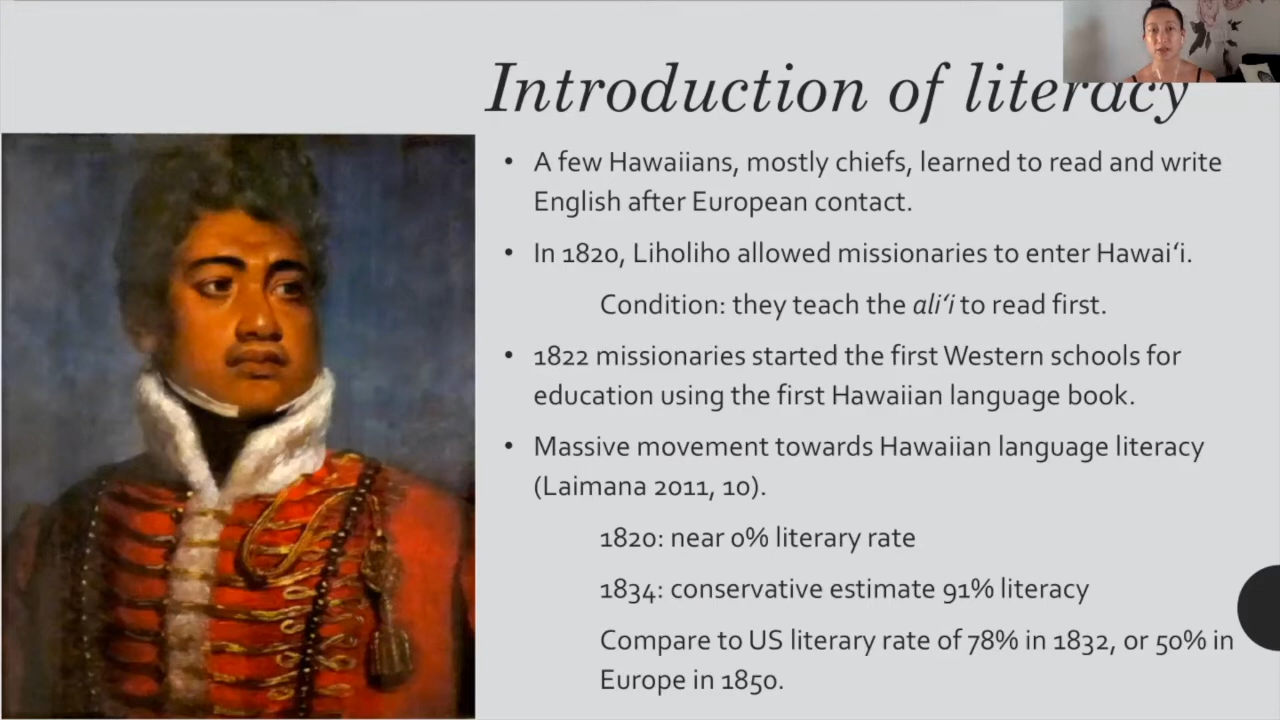 Introduction of literacy
• A few Hawaiians, mostly chiefs, learned to read and write
English after European contact.
• In 1820, Liholiho allowed missionaries to enter Hawaiʻi.
Condition: they teach the aliʻi to read first.
• 1822 missionaries started the first Western schools for
education using the first Hawaiian language book.
• Massive movement towards Hawaiian language literacy
(Laimana 2011, 10).
1820: near 0% literary rate
1834: conservative estimate 91% literacy
Compare to US literary rate of 78% in 1832, or 50% in
Europe in 1850.